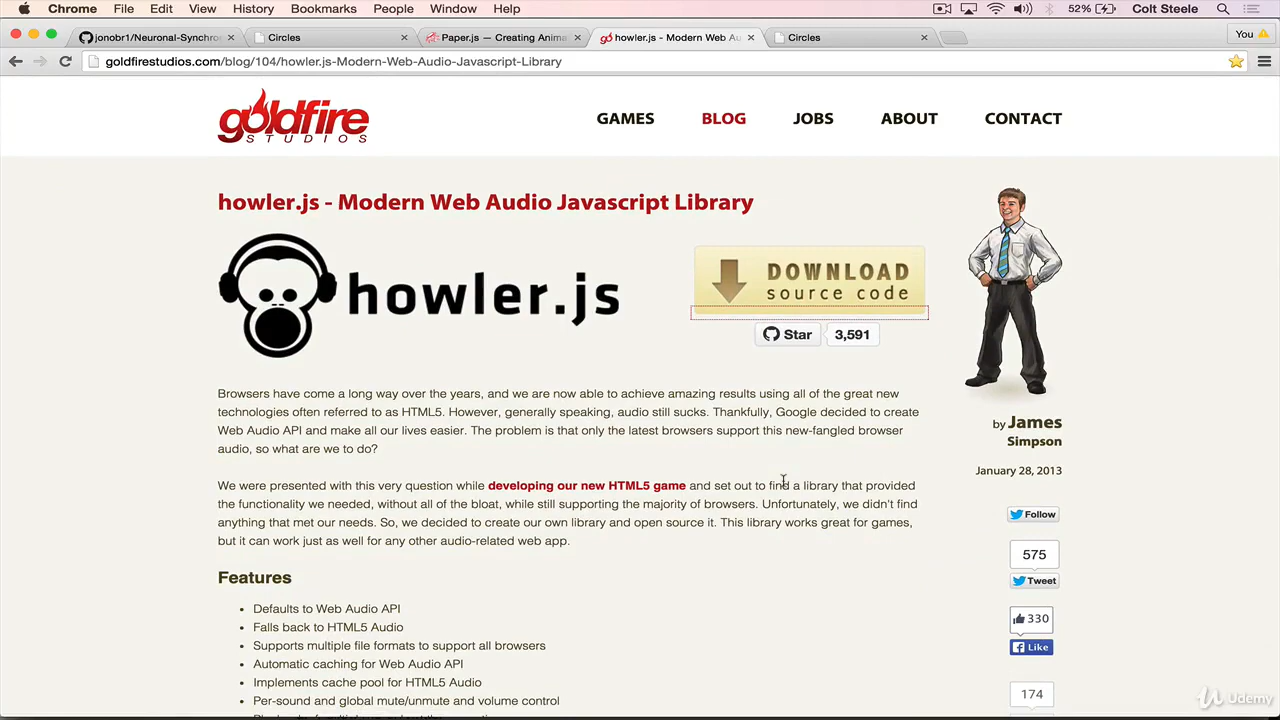 Chrome File Edit View History Bookmarks People Window Help 52% Colt Steele
jonobr1/Neuronal-Synchro Circles Paper.js — Creating Anima howler.js - Modern Web Au Circles You
goldfirestudios.com/blog/104/howler.js-Modern-Web-Audio-Javascript-Library
goldfire
STUDIOS
GAMES BLOG JOBS ABOUT CONTACT
howler.js - Modern Web Audio Javascript Library
howler.js
DOWNLOAD
source code
Star 3,591
Browsers have come a long way over the years, and we are now able to achieve amazing results using all of the great new
technologies often referred to as HTML5. However, generally speaking, audio still sucks. Thankfully, Google decided to create
Web Audio API and make all our lives easier. The problem is that only the latest browsers support this new-fangled browser
audio, so what are we to do?
We were presented with this very question while developing our new HTML5 game and set out to find a library that provided
the functionality we needed, without all of the bloat, while still supporting the majority of browsers. Unfortunately, we didn't find
anything that met our needs. So, we decided to create our own library and open source it. This library works great for games,
but it can work just as well for any other audio-related web app.
Features
• Defaults to Web Audio API
• Falls back to HTML5 Audio
• Supports multiple file formats to support all browsers
• Automatic caching for Web Audio API
• Implements cache pool for HTML5 Audio
• Per-sound and global mute/unmute and volume control
by James
Simpson
January 28, 2013
Follow
575
Tweet
330
Like
174
Udemy